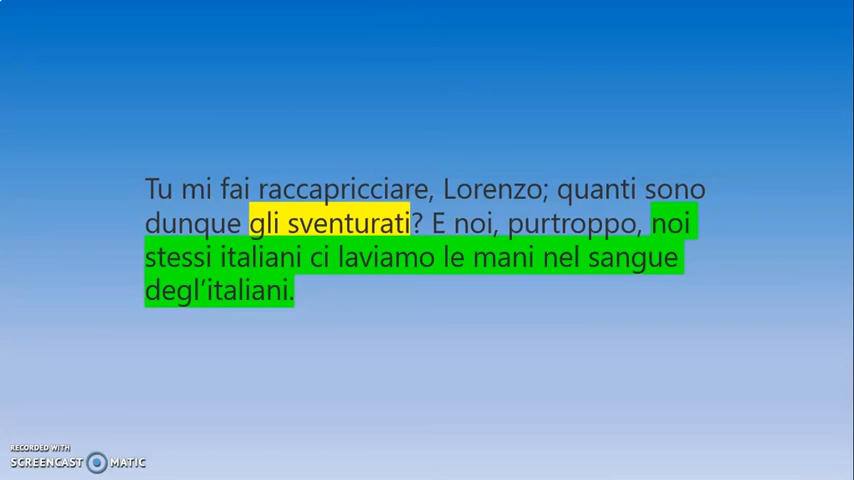 Tu mi fai raccapricciare, Lorenzo; quanti sono
dunque gli sventurati? E noi, purtroppo, noi
stessi italiani ci laviamo le mani nel sangue
degl’italiani.
RECORDED WITH
SCREENCAST MATIC